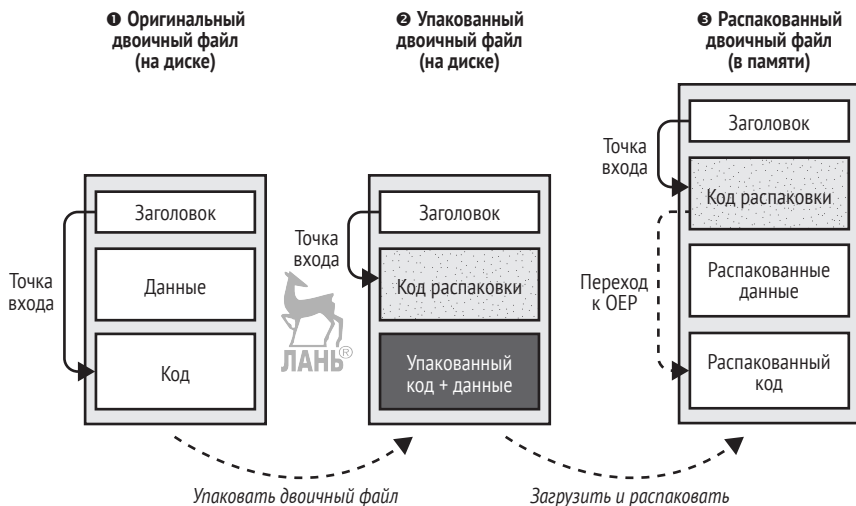 ❶ Оригинальный
двоичный файл
(на диске)
❷ Упакованный
двоичный файл
(на диске)
❸ Распакованный
двоичный файл
(в памяти)
Заголовок
Данные
Код
Точка
входа
Заголовок
Код распаковки
Упакованный
код + данные
Точка
входа
ЛАНЬ®
Заголовок
Код распаковки
Распакованные
данные
Распакованный
код
Точка
входа
Переход
к OEP
Упаковать двоичный файл
Загрузить и распаковать